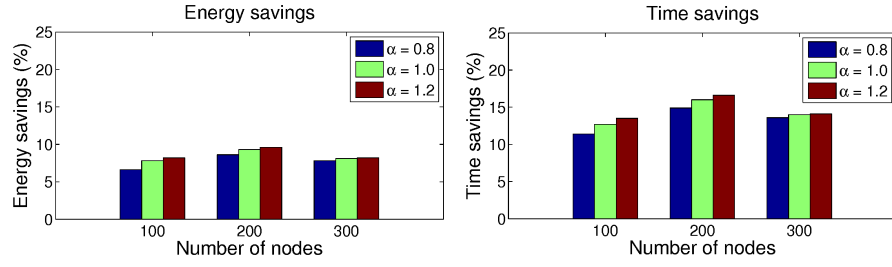 Energy savings
Energy savings (%)
25
20
15
10
5
0
α = 0.8
α = 1.0
α = 1.2
100 200 300
Number of nodes
Time savings
Time savings (%)
25
20
15
10
5
0
α = 0.8
α = 1.0
α = 1.2
100 200 300
Number of nodes